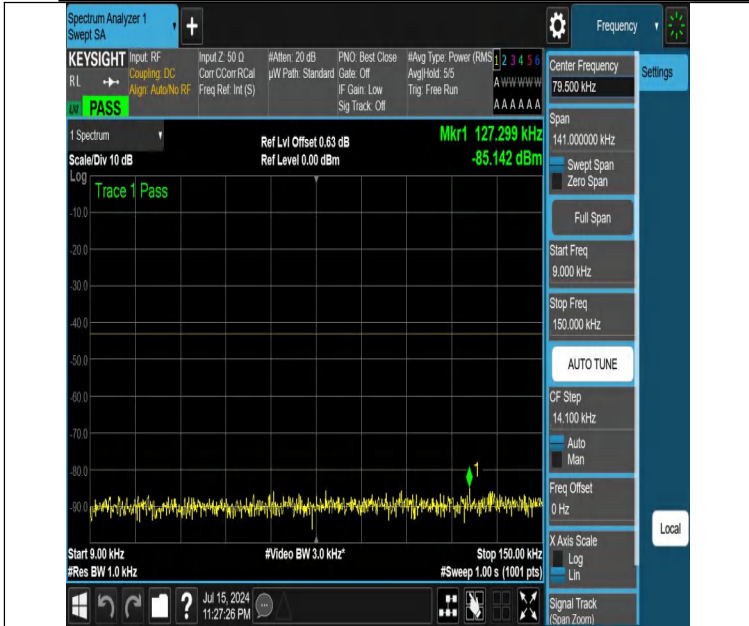 Spectrum Analyzer 1
Swept SA
+
Frequency
KEYSIGHT
RL
LXI
PASS
Input: RF
Coupling: DC
Align: Auto/No RF
Input Z: 50 Ω
Corr CCorr RCal
Freq Ref: Int (S)
#Atten: 20 dB
µW Path: Standard
PNO: Best Close
Gate: Off
IF Gain: Low
Sig Track: Off
#Avg Type: Power (RMS
Avg|Hold: 5/5
Trig: Free Run
1 2 3 4 5 6
A W W W W W
A A A A A A
Center Frequency
79.500 kHz
Settings
1 Spectrum
Scale/Div 10 dB
Ref Lvl Offset 0.63 dB
Ref Level 0.00 dBm
Mkr1 127.299 kHz
-85.142 dBm
Span
141.000000 kHz
Swept Span
Zero Span
Full Span
Start Freq
9.000 kHz
Stop Freq
150.000 kHz
AUTO TUNE
CF Step
14.100 kHz
Auto
Man
Freq Offset
0 Hz
X Axis Scale
Log
Lin
Signal Track
(Span Zoom)
Local
Log
Trace 1 Pass
-10.0
-20.0
-30.0
-40.0
-50.0
-60.0
-70.0
-80.0
-90.0
1
Start 9.00 kHz
#Res BW 1.0 kHz
#Video BW 3.0 kHz*
Stop 150.00 kHz
#Sweep 1.00 s (1001 pts)
?
Jul 15, 2024
11:27:26 PM